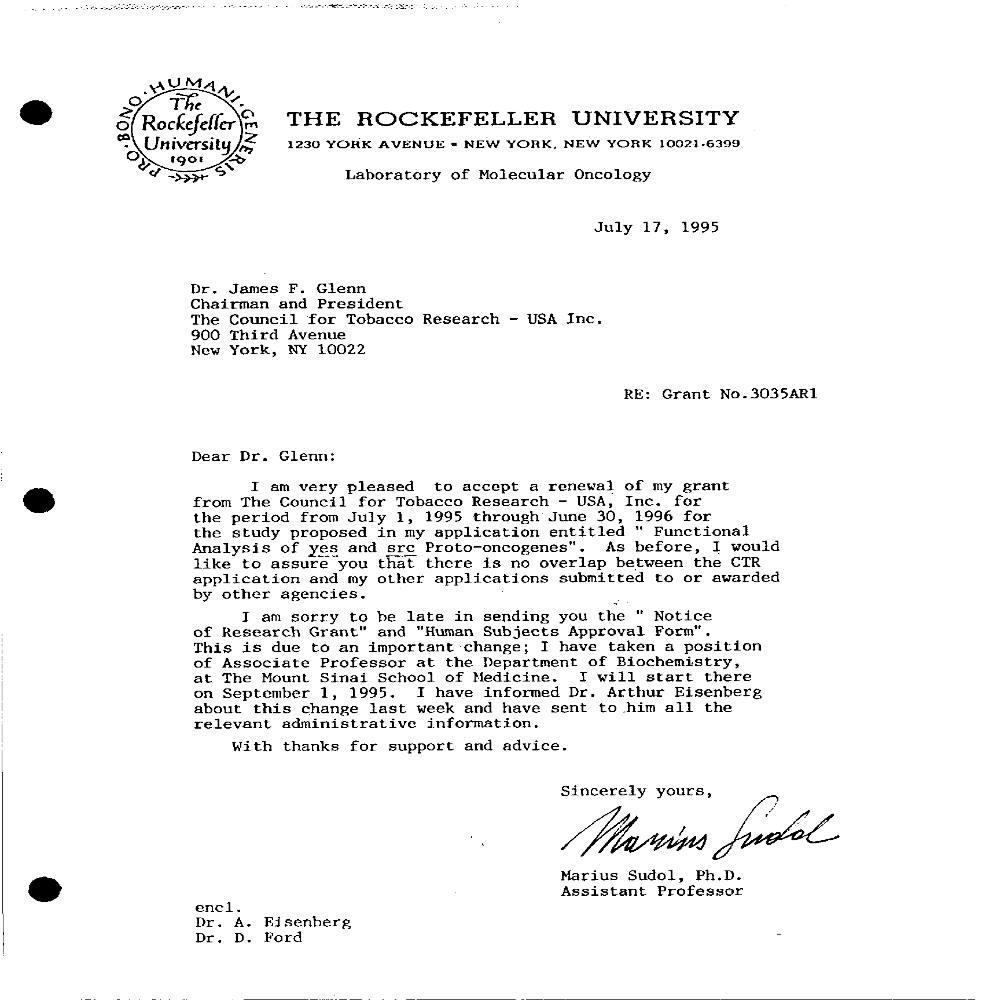 PRO·BONO·HUMANI·GENERIS
The
Rockefeller
University
1901
THE ROCKEFELLER UNIVERSITY
1230 YORK AVENUE • NEW YORK, NEW YORK 10021-6399
Laboratory of Molecular Oncology
July 17, 1995
Dr. James F. Glenn
Chairman and President
The Council for Tobacco Research - USA Inc.
900 Third Avenue
New York, NY 10022
RE: Grant No.3035AR1
Dear Dr. Glenn:
I am very pleased to accept a renewal of my grant
from The Council for Tobacco Research - USA, Inc. for
the period from July 1, 1995 through June 30, 1996 for
the study proposed in my application entitled " Functional
Analysis of yes and src Proto-oncogenes". As before, I would
like to assure you that there is no overlap between the CTR
application and my other applications submitted to or awarded
by other agencies.
I am sorry to be late in sending you the " Notice
of Research Grant" and "Human Subjects Approval Form".
This is due to an important change; I have taken a position
of Associate Professor at the Department of Biochemistry,
at The Mount Sinai School of Medicine. I will start there
on September 1, 1995. I have informed Dr. Arthur Eisenberg
about this change last week and have sent to him all the
relevant administrative information.
With thanks for support and advice.
Sincerely yours,
Marius Sudol
Marius Sudol, Ph.D.
Assistant Professor
encl.
Dr. A. Eisenberg
Dr. D. Ford